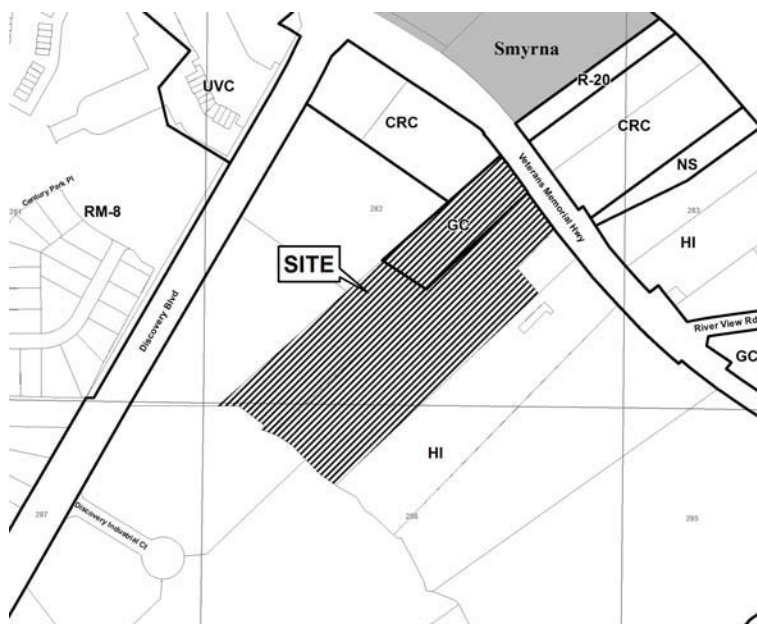 Smyrna
R-20
UVC
CRC
CRC
NS
Century Park Pl
281
RM-8
282
Veterans Memorial Hwy
283
GC
HI
SITE
Discovery Blvd
River View Rd
GC
HI
287
Discovery Industrial Ct
286
285